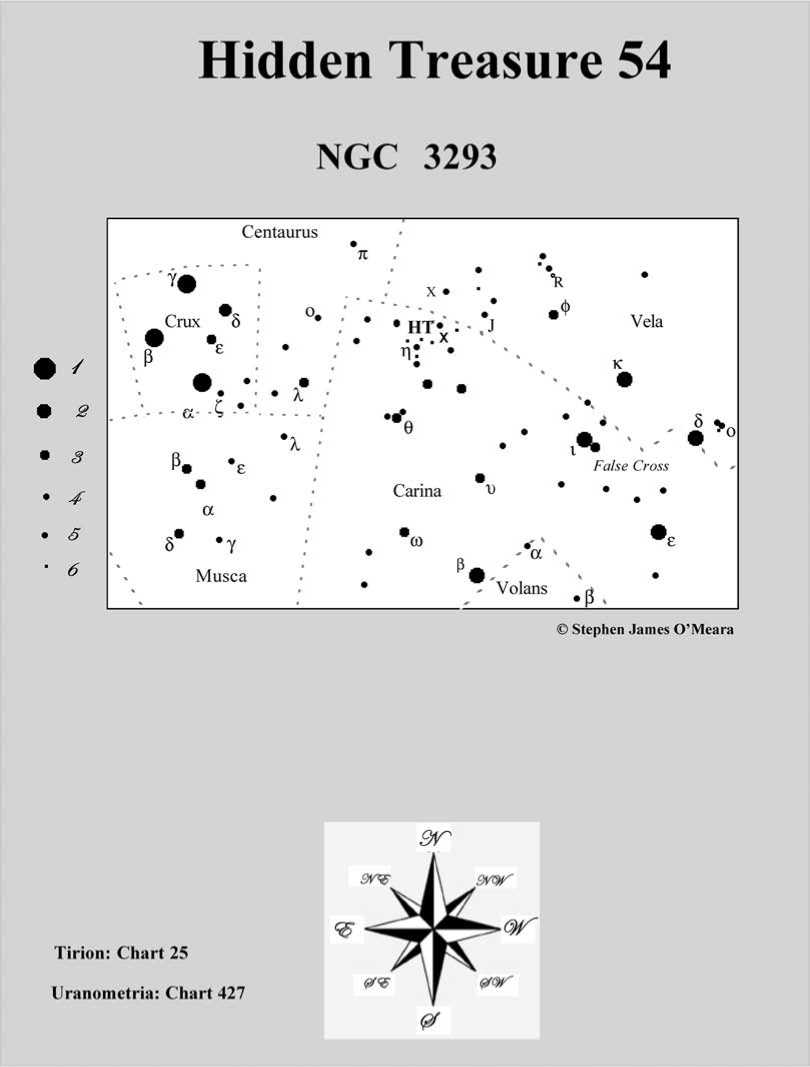 Hidden Treasure 54
NGC 3293
Centaurus
π
γ
Crux
δ
β
ε
ο
λ
α
ζ
x
HT
x
J
η
R
φ
Vela
κ
θ
ι
δ
ο
False Cross
Carina
υ
ω
ε
β
α
Volans
β
λ
β
ε
α
δ
γ
Musca
1
2
3
4
5
6
© Stephen James O'Meara
N
NE
NW
E
W
SE
SW
S
Tirion: Chart 25
Uranometria: Chart 427